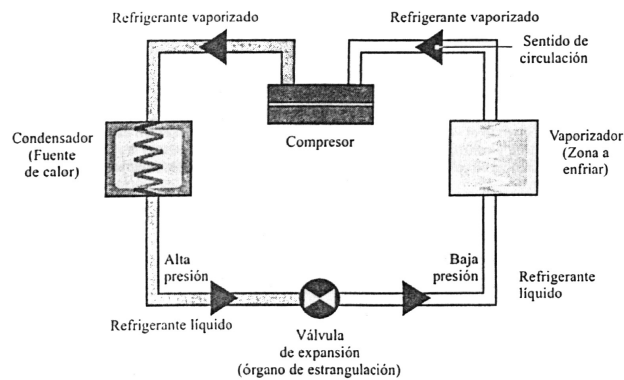 Refrigerante vaporizado
Refrigerante vaporizado
Sentido de
circulación
Compresor
Condensador
(Fuente
de calor)
Vaporizador
(Zona a
enfriar)
Alta
presión
Baja
presión
Refrigerante
líquido
Refrigerante líquido
Válvula
de expansión
(órgano de estrangulación)